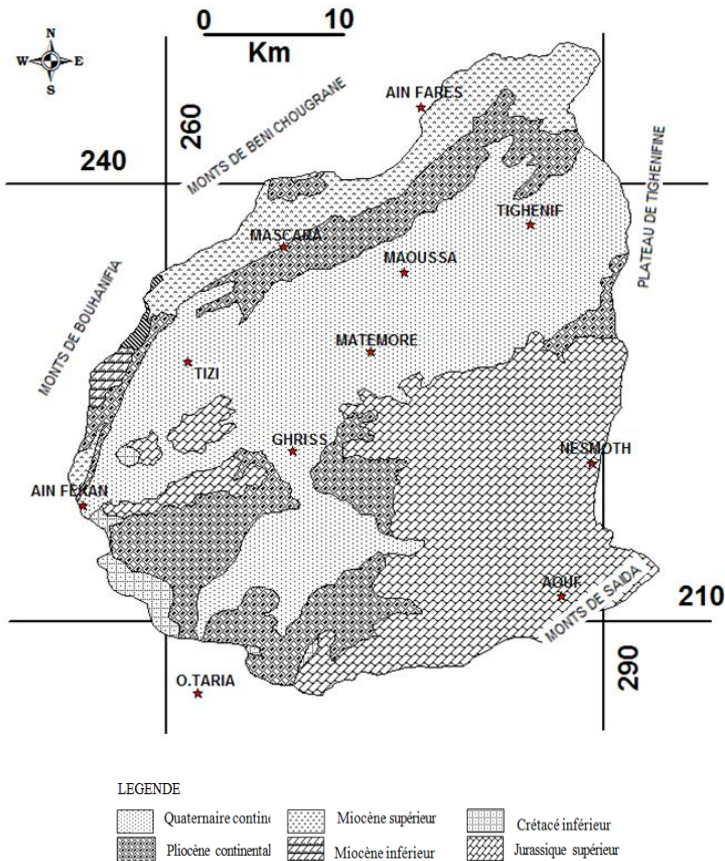 0 10
Km
N
W E
S
AIN FARES
MONTS DE BENI CHOUGRANE
260
240
TIGHENIF
PLATEAU DE TIGHENIFINE
MASCARA
MAOUSSA
MONTS DE BOUHANIFIA
MATEMORE
TIZI
GHRISS
NESMOTH
AIN FEKAN
AOUF
MONTS DE SAIDA
210
290
O.TARIA
LEGENDE
Quaternaire contin
Miocène supérieur
Crétacé inférieur
Pliocène continental
Miocène inférieur
Jurassique supérieur